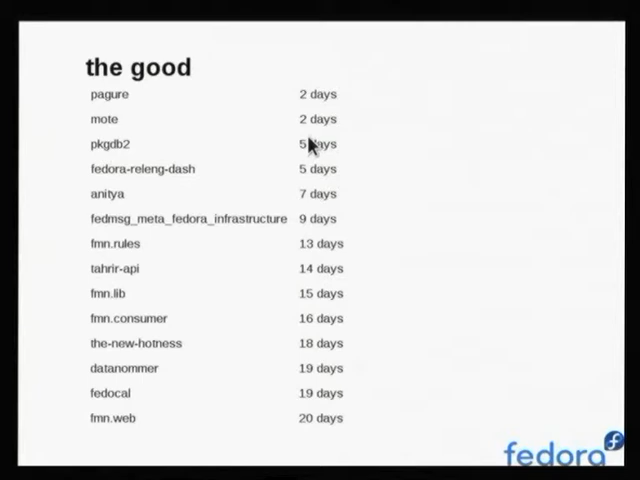 the good
pagure 2 days
mote 2 days
pkgdb2 5 days
fedora-releng-dash 5 days
anitya 7 days
fedmsg_meta_fedora_infrastructure 9 days
fmn.rules 13 days
tahrir-api 14 days
fmn.lib 15 days
fmn.consumer 16 days
the-new-hotness 18 days
datanommer 19 days
fedocal 19 days
fmn.web 20 days
fedora